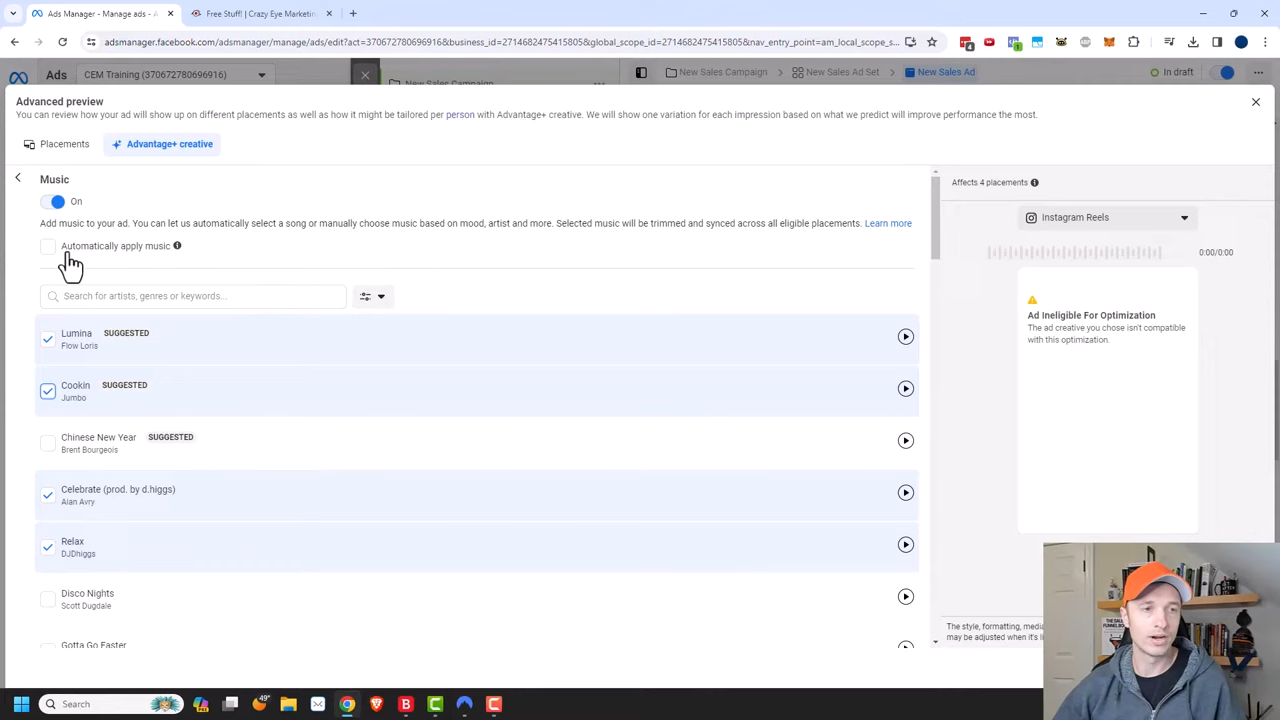 Ads Manager - Manage ads - A
Free Stuff! | Crazy Eye Marketin
adsmanager.facebook.com/adsmanager/manage/ads/edit?act=370672780696916&business_id=2714682475415805&global_scope_id=2714682475415805&nav_entry_point=am_local_scope_s...
Ads
CEM Training (370672780696916)
New Sales Campaign
New Sales Campaign
New Sales Ad Set
New Sales Ad
In draft
Advanced preview
You can review how your ad will show up on different placements as well as how it might be tailored per person with Advantage+ creative. We will show one variation for each impression based on what we predict will improve performance the most.
Placements
Advantage+ creative
Music
On
Add music to your ad. You can let us automatically select a song or manually choose music based on mood, artist and more. Selected music will be trimmed and synced across all eligible placements. Learn more
Automatically apply music
Search for artists, genres or keywords...
Lumina SUGGESTED
Flow Loris
Cookin SUGGESTED
Jumbo
Chinese New Year SUGGESTED
Brent Bourgeois
Celebrate (prod. by d.higgs)
Alan Avry
Relax
DJDhiggs
Disco Nights
Scott Dugdale
Gotta Go Faster
Affects 4 placements
Instagram Reels
0:00/0:00
Ad Ineligible For Optimization
The ad creative you chose isn't compatible
with this optimization.
The style, formatting, media
may be adjusted when it's li
Search
49°